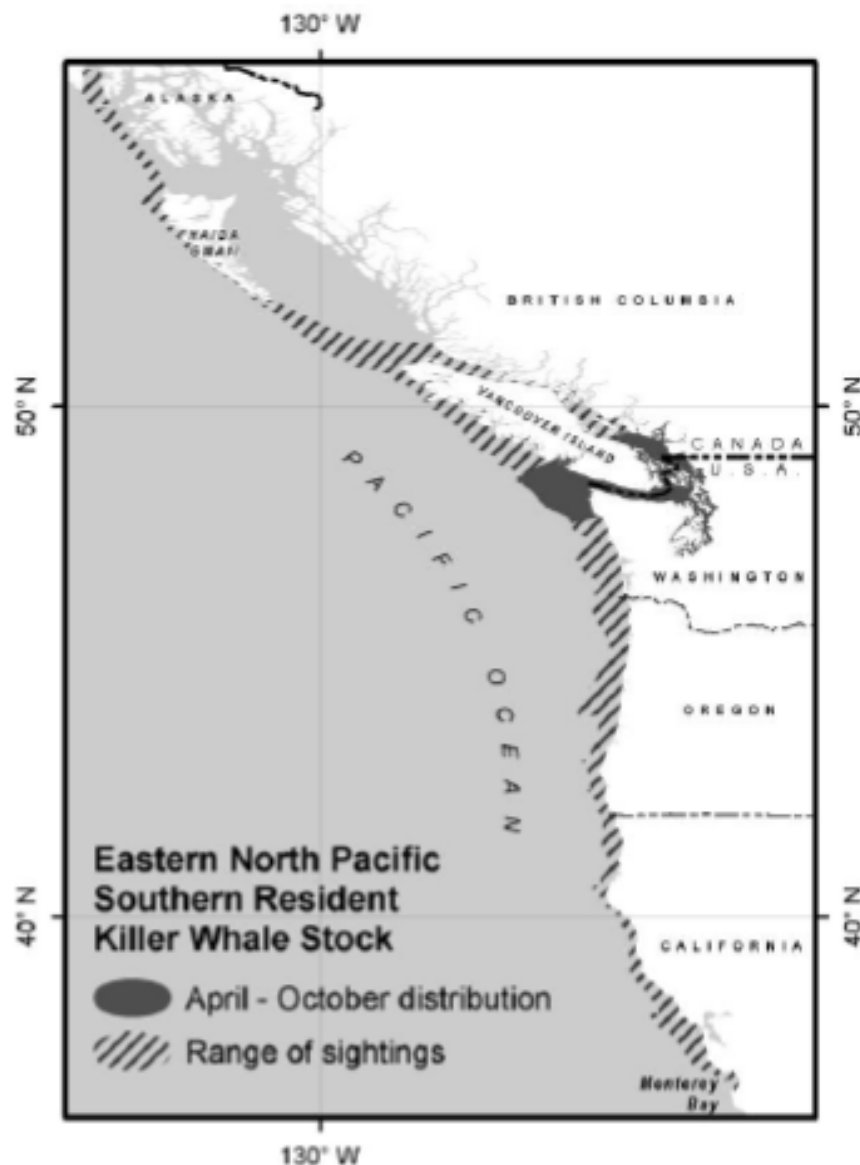 130° W
ALASKA
HAIDA
GWAII
BRITISH COLUMBIA
50° N
50° N
VANCOUVER ISLAND
CANADA
U.S.A.
PACIFIC OCEAN
WASHINGTON
OREGON
Eastern North Pacific
Southern Resident
Killer Whale Stock
40° N
40° N
CALIFORNIA
April - October distribution
Range of sightings
Monterey
Bay
130° W